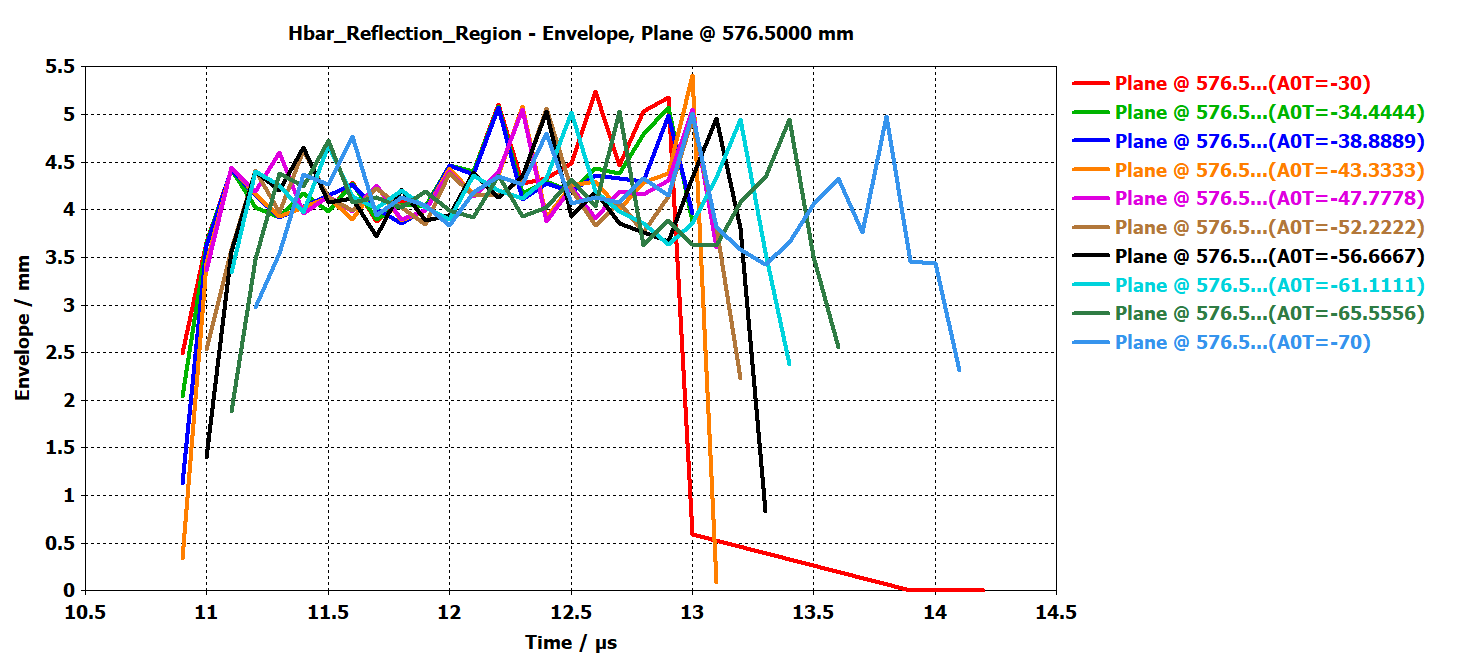 Hbar_Reflection_Region - Envelope, Plane @ 576.5000 mm
5.5
5
4.5
4
3.5
3
2.5
2
1.5
1
0.5
0
Envelope / mm
10.5 11 11.5 12 12.5 13 13.5 14 14.5
Time / µs
Plane @ 576.5...(A0T=-30)
Plane @ 576.5...(A0T=-34.4444)
Plane @ 576.5...(A0T=-38.8889)
Plane @ 576.5...(A0T=-43.3333)
Plane @ 576.5...(A0T=-47.7778)
Plane @ 576.5...(A0T=-52.2222)
Plane @ 576.5...(A0T=-56.6667)
Plane @ 576.5...(A0T=-61.1111)
Plane @ 576.5...(A0T=-65.5556)
Plane @ 576.5...(A0T=-70)